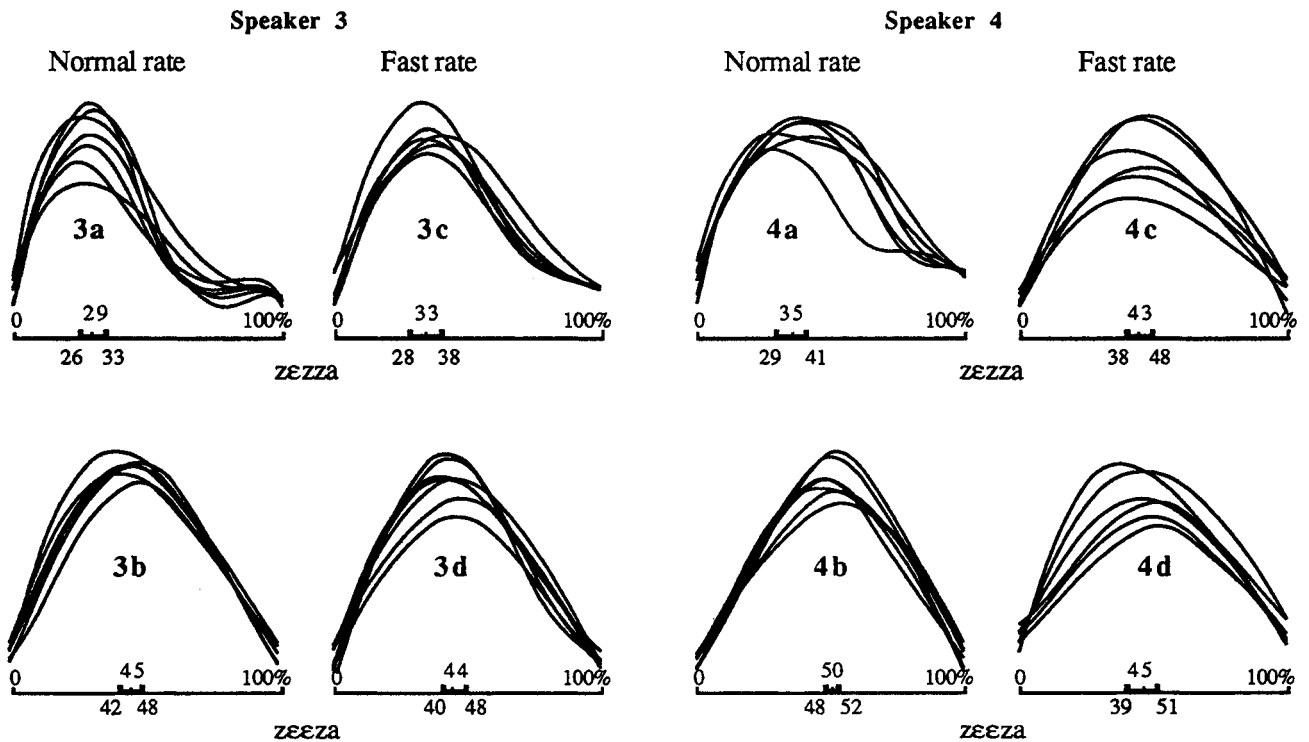 Speaker 3 Speaker 4
Normal rate Fast rate Normal rate Fast rate
3a 3c 4a 4c
29 33 35 43
0 100% 0 100% 0 100% 0 100%
26 33 28 38 29 41 38 48
zɛzza zɛzza
3b 3d 4b 4d
45 44 50 45
0 100% 0 100% 0 100% 0 100%
42 48 40 48 48 52 39 51
zɛɛza zɛɛza